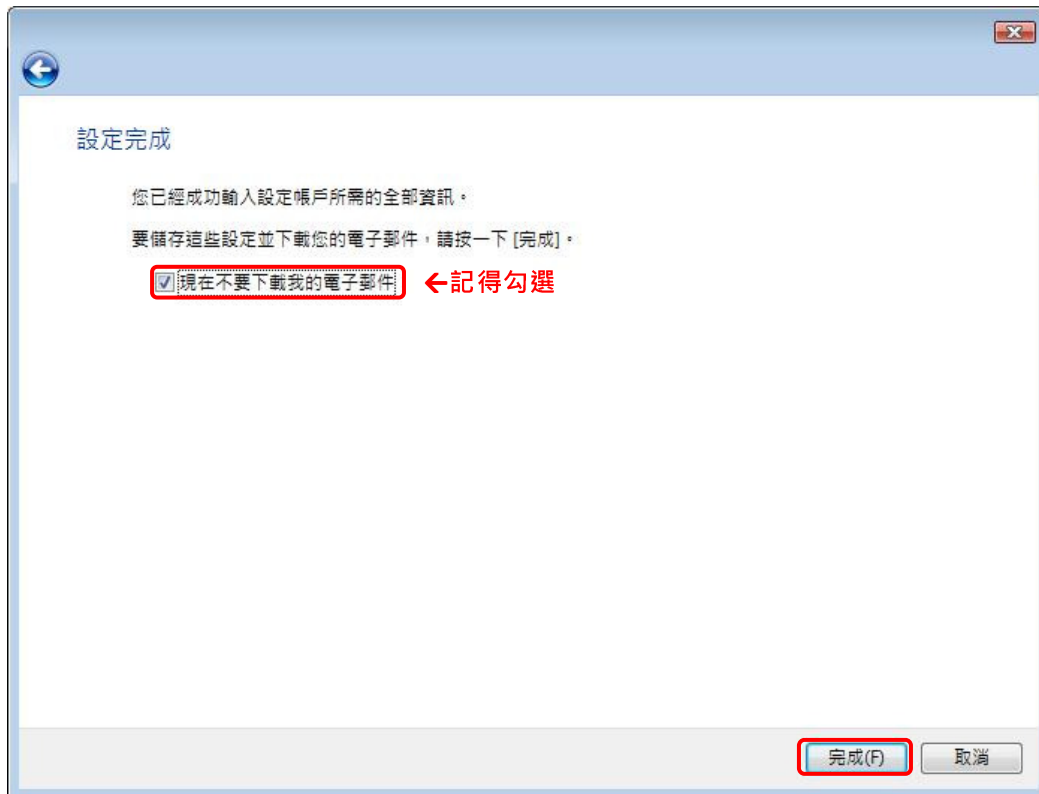 設定完成
您已經成功輸入設定帳戶所需的全部資訊。
要儲存這些設定並下載您的電子郵件，請按一下 [完成]。
現在不要下載我的電子郵件 ←記得勾選
完成(F) 取消